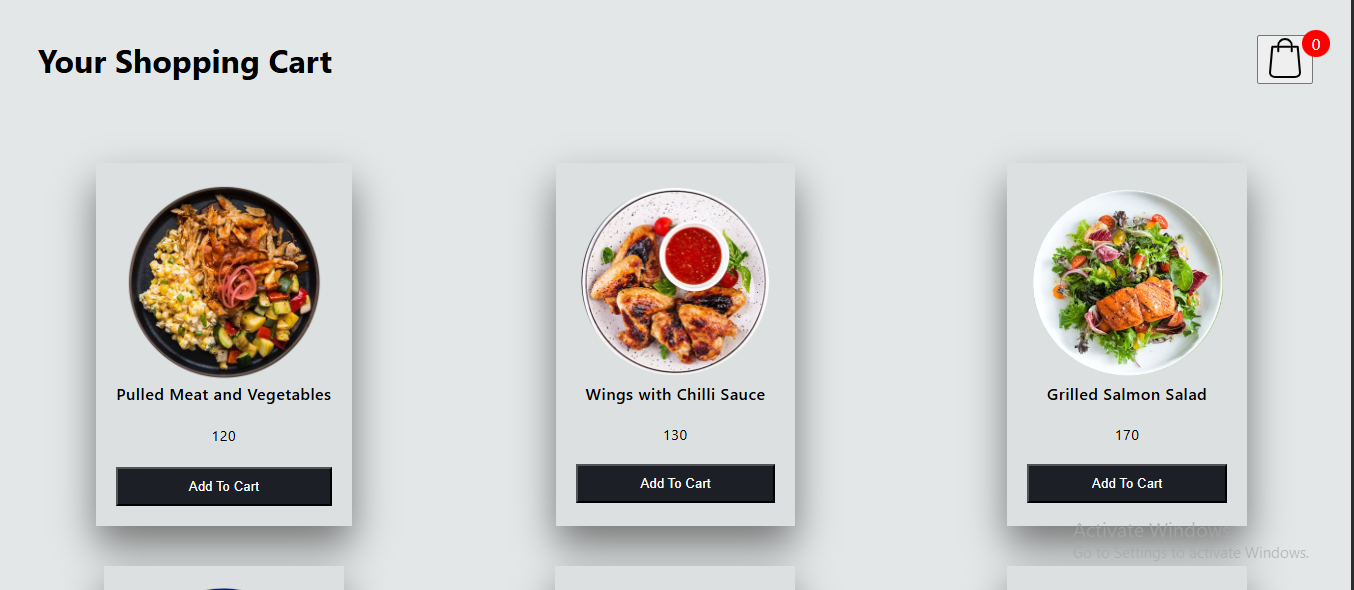 Your Shopping Cart
0
Pulled Meat and Vegetables
120
Add To Cart
Wings with Chilli Sauce
130
Add To Cart
Grilled Salmon Salad
170
Add To Cart
Activate Windows
Go to Settings to activate Windows.